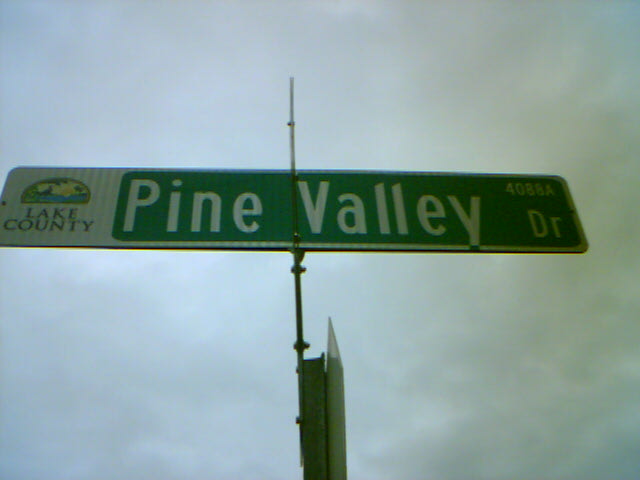 LAKE
COUNTY
Pine Valley Dr
4088A